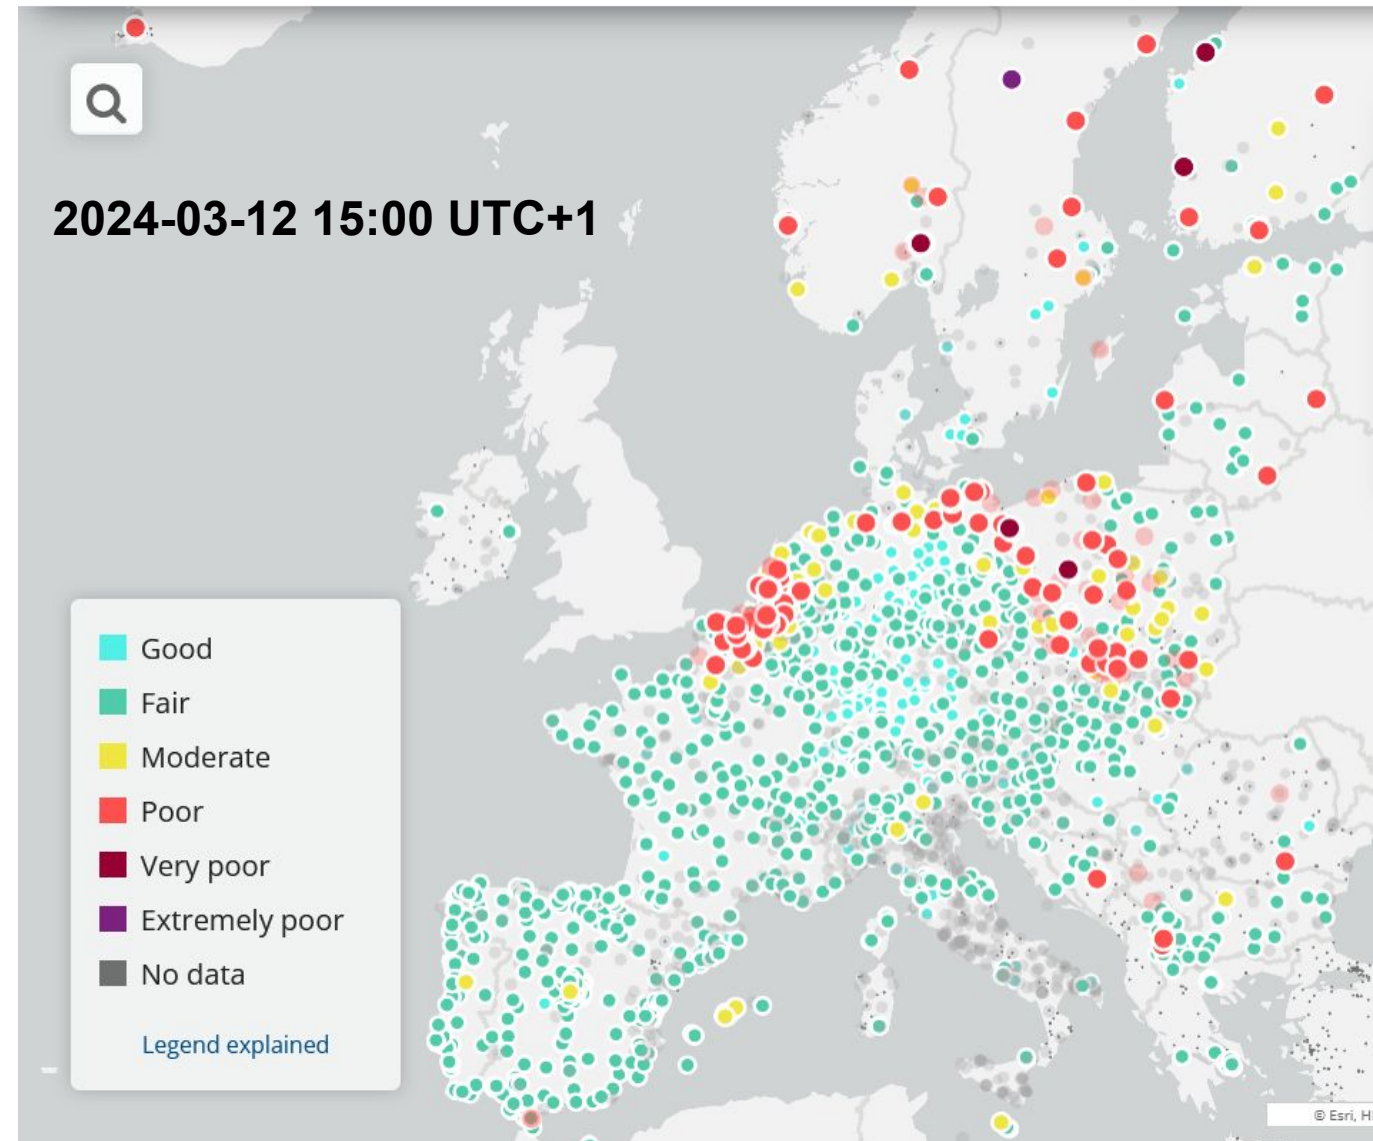 2024-03-12 15:00 UTC+1
Good
Fair
Moderate
Poor
Very poor
Extremely poor
No data
Legend explained
© Esri, H